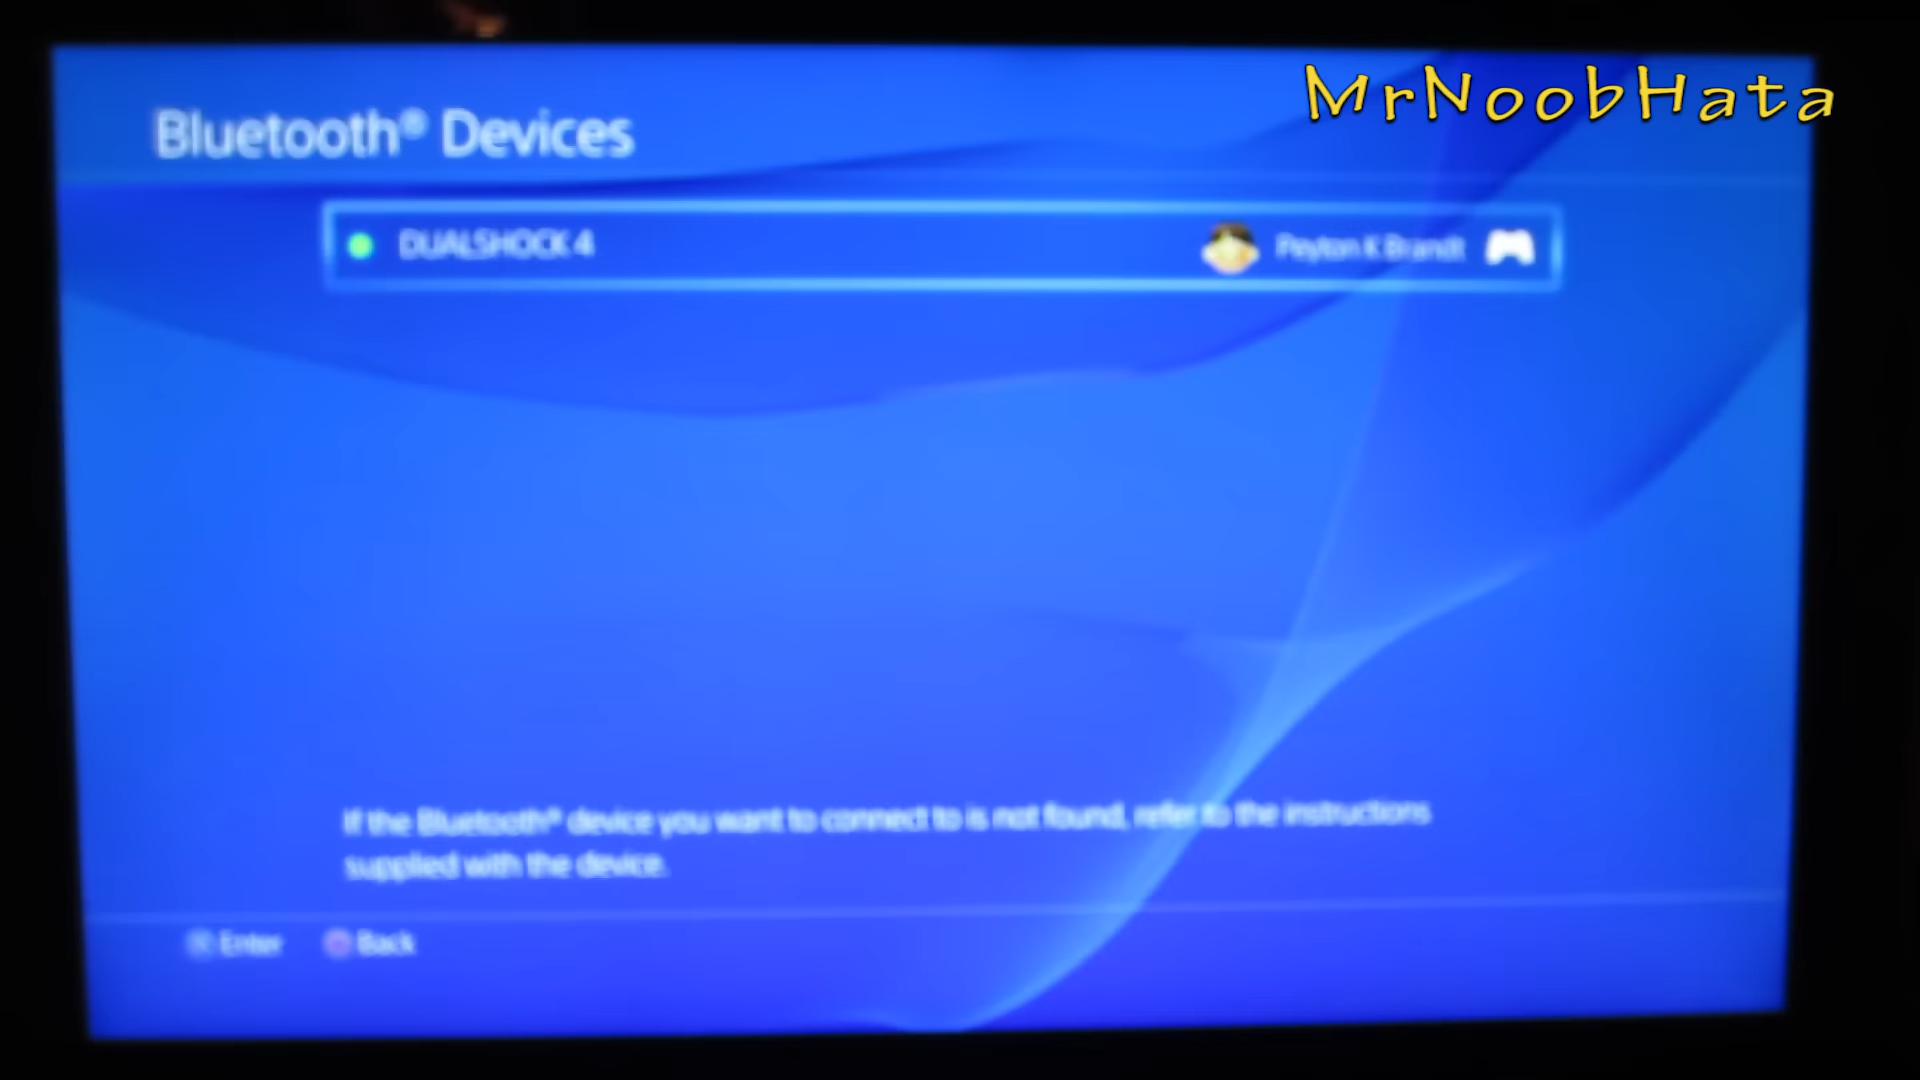 MrNoobHata
Bluetooth® Devices
DUALSHOCK 4
Peyton K Brandt
If the Bluetooth® device you want to connect to is not found, refer to the instructions
supplied with the device.
Enter
Back